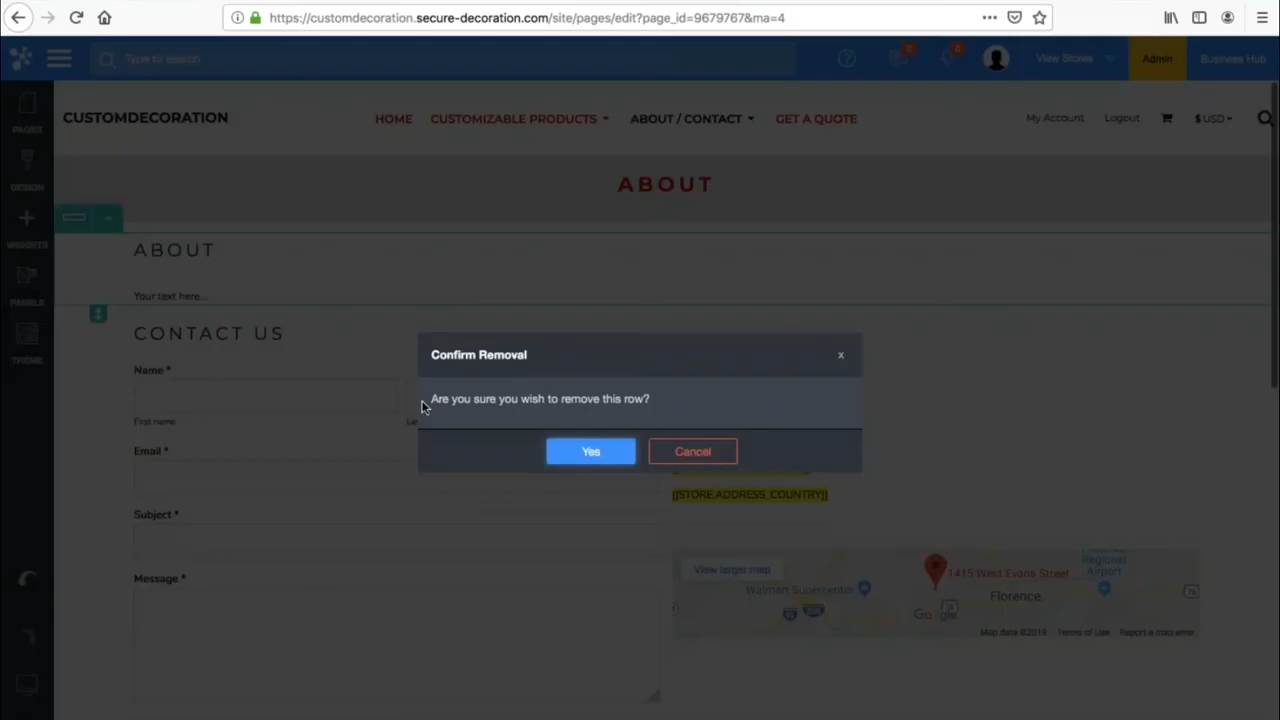 https://customdecoration.secure-decoration.com/site/pages/edit?page_id=9679767&ma=4
Type to search
View Stores
Admin
Business Hub
PAGES
DESIGN
WIDGETS
PANELS
THEME
CUSTOMDECORATION
HOME
CUSTOMIZABLE PRODUCTS
ABOUT / CONTACT
GET A QUOTE
My Account
Logout
$ USD
ABOUT
ABOUT
Your text here...
CONTACT US
Name *
First name
Email *
Subject *
Message *
Confirm Removal
x
Are you sure you wish to remove this row?
Yes
Cancel
[[STORE.ADDRESS_COUNTRY]]
View larger map
Regional
Airport
1415 West Evans Street
Walmart Supercenter
Florence
Google
Map data ©2019
Terms of Use
Report a map error